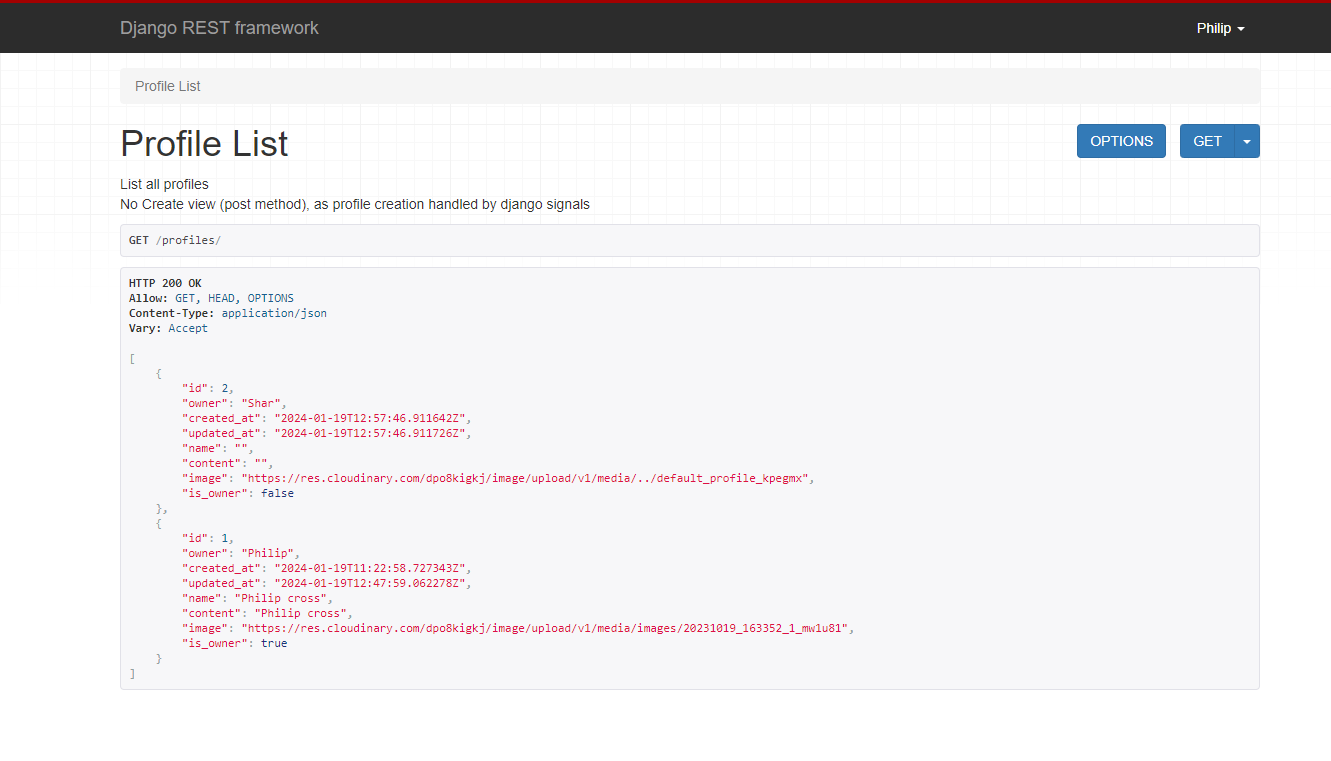 Django REST framework
Philip
Profile List
Profile List
OPTIONS
GET
List all profiles
No Create view (post method), as profile creation handled by django signals
GET /profiles/
HTTP 200 OK
Allow: GET, HEAD, OPTIONS
Content-Type: application/json
Vary: Accept
[
    {
        "id": 2,
        "owner": "Shar",
        "created_at": "2024-01-19T12:57:46.911642Z",
        "updated_at": "2024-01-19T12:57:46.911726Z",
        "name": "",
        "content": "",
        "image": "https://res.cloudinary.com/dpo8kigkj/image/upload/v1/media/../default_profile_kpegmx",
        "is_owner": false
    },
    {
        "id": 1,
        "owner": "Philip",
        "created_at": "2024-01-19T11:22:58.727343Z",
        "updated_at": "2024-01-19T12:47:59.062278Z",
        "name": "Philip cross",
        "content": "Philip cross",
        "image": "https://res.cloudinary.com/dpo8kigkj/image/upload/v1/media/images/20231019_163352_1_mw1u81",
        "is_owner": true
    }
]